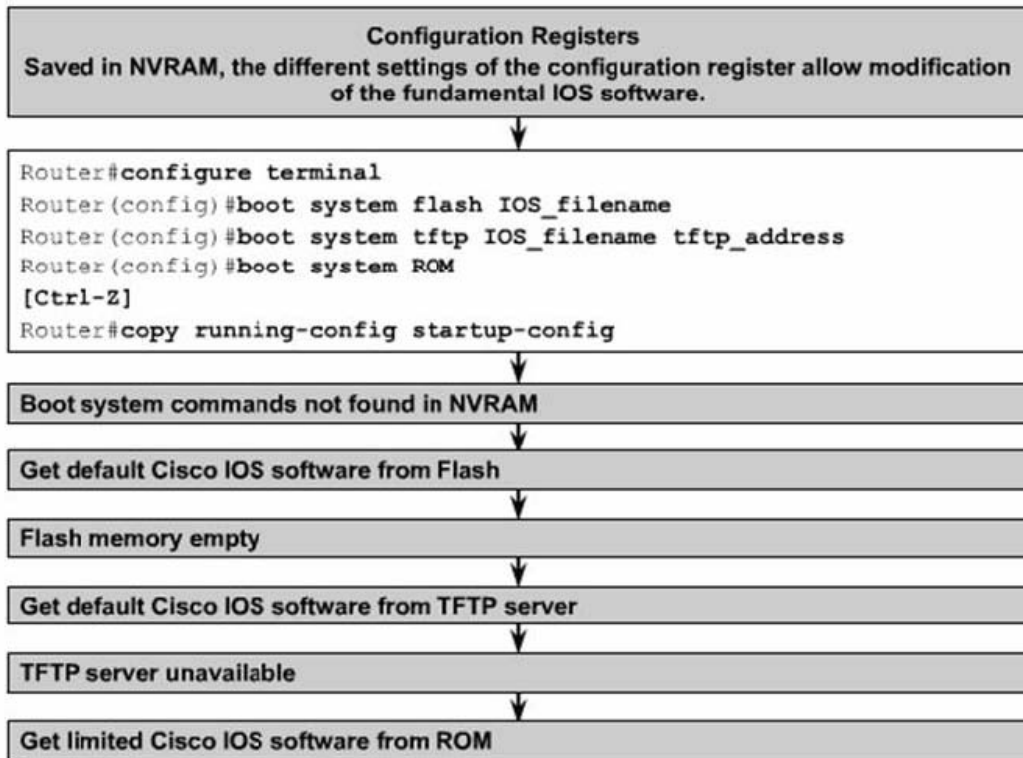 Configuration Registers
Saved in NVRAM, the different settings of the configuration register allow modification
of the fundamental IOS software.
Router#configure terminal
Router(config)#boot system flash IOS_filename
Router(config)#boot system tftp IOS_filename tftp_address
Router(config)#boot system ROM
[Ctrl-Z]
Router#copy running-config startup-config
Boot system commands not found in NVRAM
Get default Cisco IOS software from Flash
Flash memory empty
Get default Cisco IOS software from TFTP server
TFTP server unavailable
Get limited Cisco IOS software from ROM